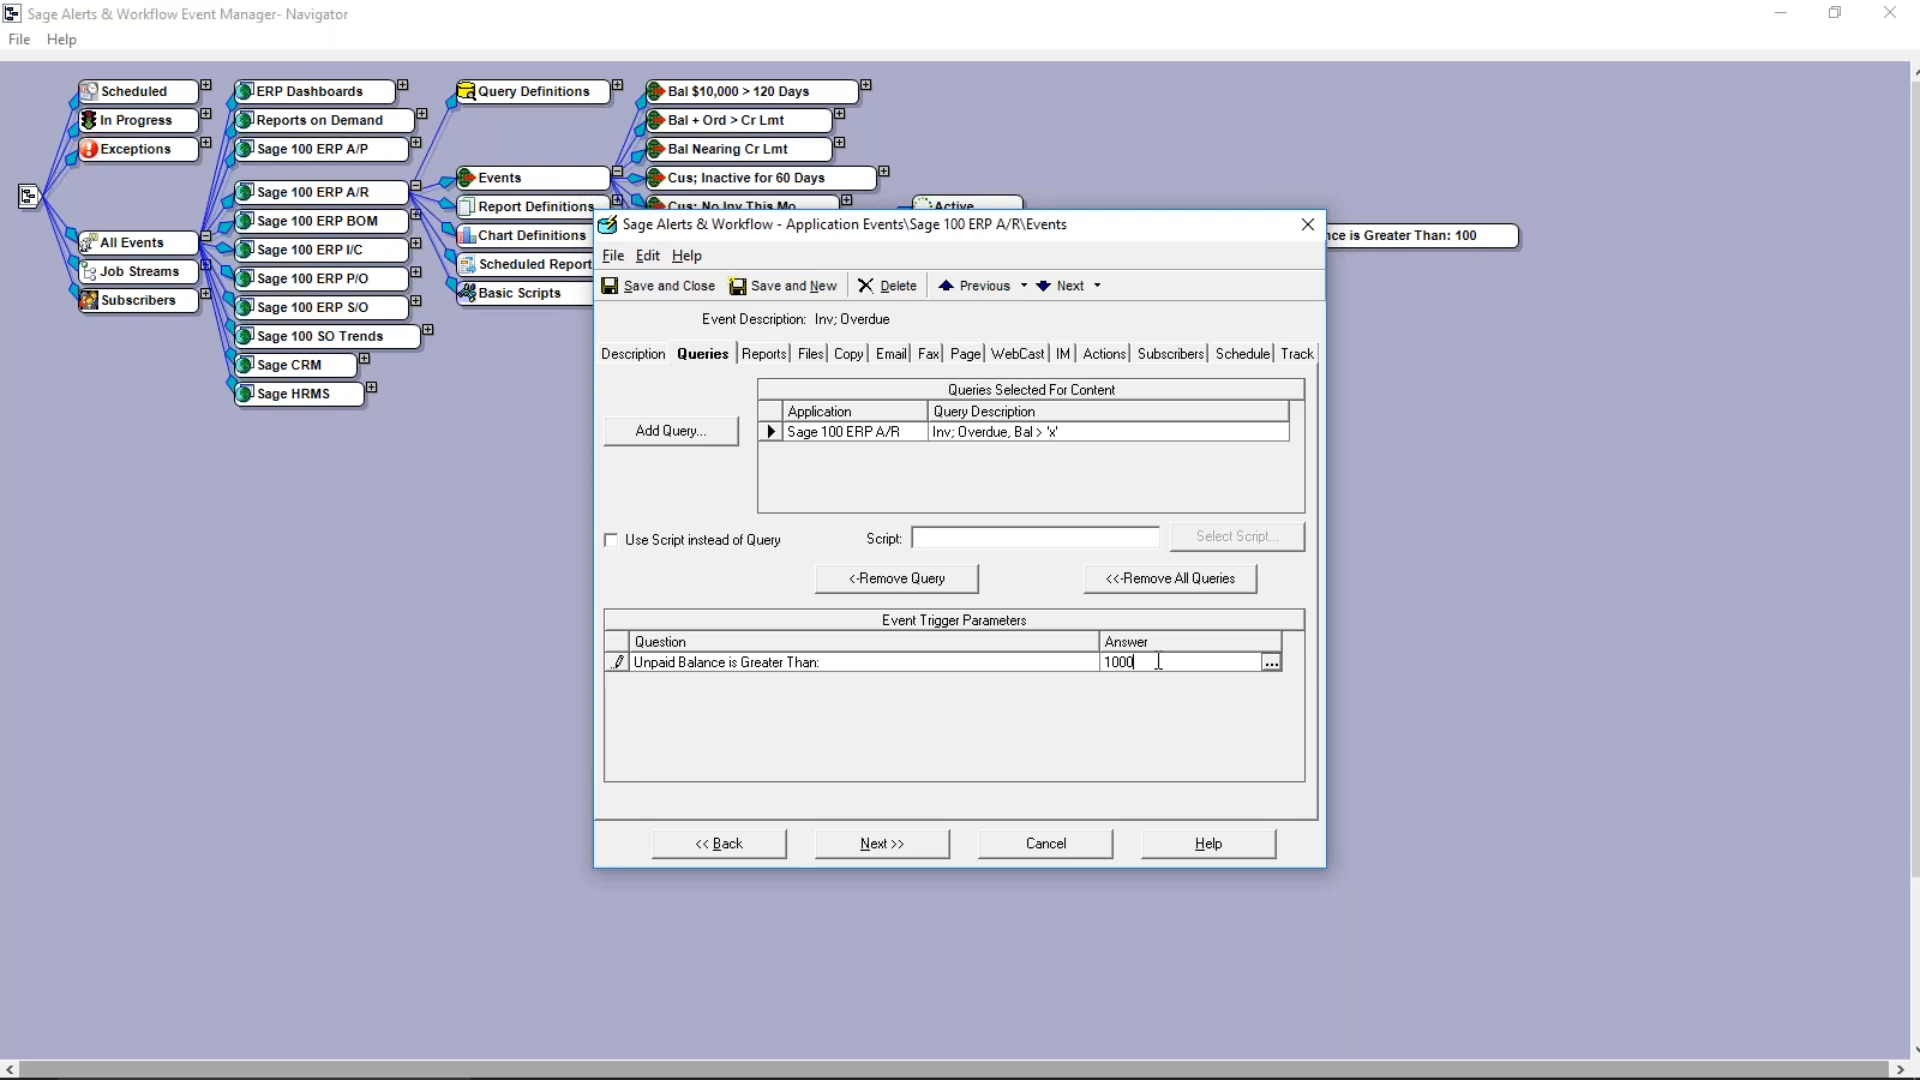 Sage Alerts & Workflow Event Manager- Navigator
File Help
Scheduled
In Progress
Exceptions
All Events
Job Streams
Subscribers
ERP Dashboards
Reports on Demand
Sage 100 ERP A/P
Sage 100 ERP A/R
Sage 100 ERP BOM
Sage 100 ERP I/C
Sage 100 ERP P/O
Sage 100 ERP S/O
Sage 100 SO Trends
Sage CRM
Sage HRMS
Query Definitions
Events
Report Definitions
Chart Definitions
Scheduled Report
Basic Scripts
Bal $10,000 > 120 Days
Bal + Ord > Cr Lmt
Bal Nearing Cr Lmt
Cus; Inactive for 60 Days
Cus; No Inv This Mo
Active
ce is Greater Than: 100
Sage Alerts & Workflow - Application Events\Sage 100 ERP A/R\Events
File Edit Help
Save and Close Save and New Delete Previous Next
Event Description: Inv; Overdue
Description Queries Reports Files Copy Email Fax Page WebCast IM Actions Subscribers Schedule Track
Queries Selected For Content
Application Query Description
Add Query... Sage 100 ERP A/R Inv; Overdue, Bal > 'x'
Use Script instead of Query Script: Select Script...
<-Remove Query <<-Remove All Queries
Event Trigger Parameters
Question Answer
Unpaid Balance is Greater Than: 1000 ...
<< Back Next >> Cancel Help